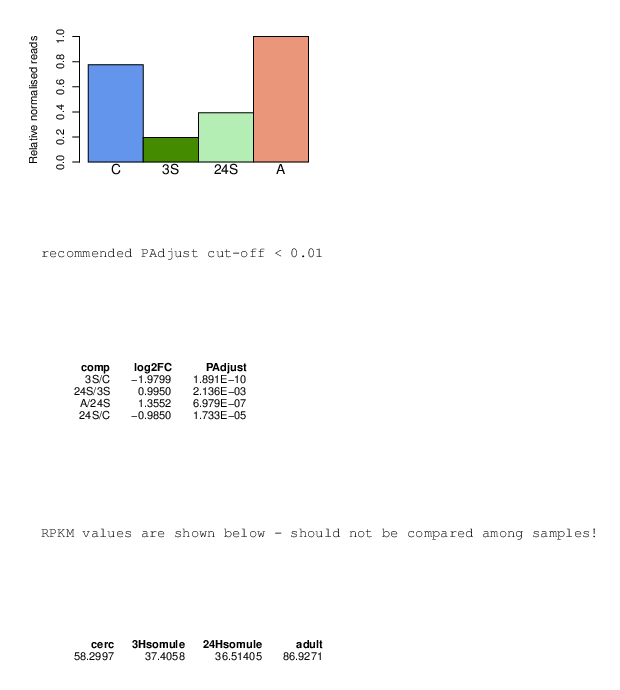 Relative normalised reads
1.0
0.8
0.6
0.4
0.2
0.0
C 3S 24S A
recommended PAdjust cut-off < 0.01
comp log2FC PAdjust
3S/C −1.9799 1.891E−10
24S/3S 0.9950 2.136E−03
A/24S 1.3552 6.979E−07
24S/C −0.9850 1.733E−05
RPKM values are shown below - should not be compared among samples!
cerc 3Hsomule 24Hsomule adult
58.2997 37.4058 36.51405 86.9271